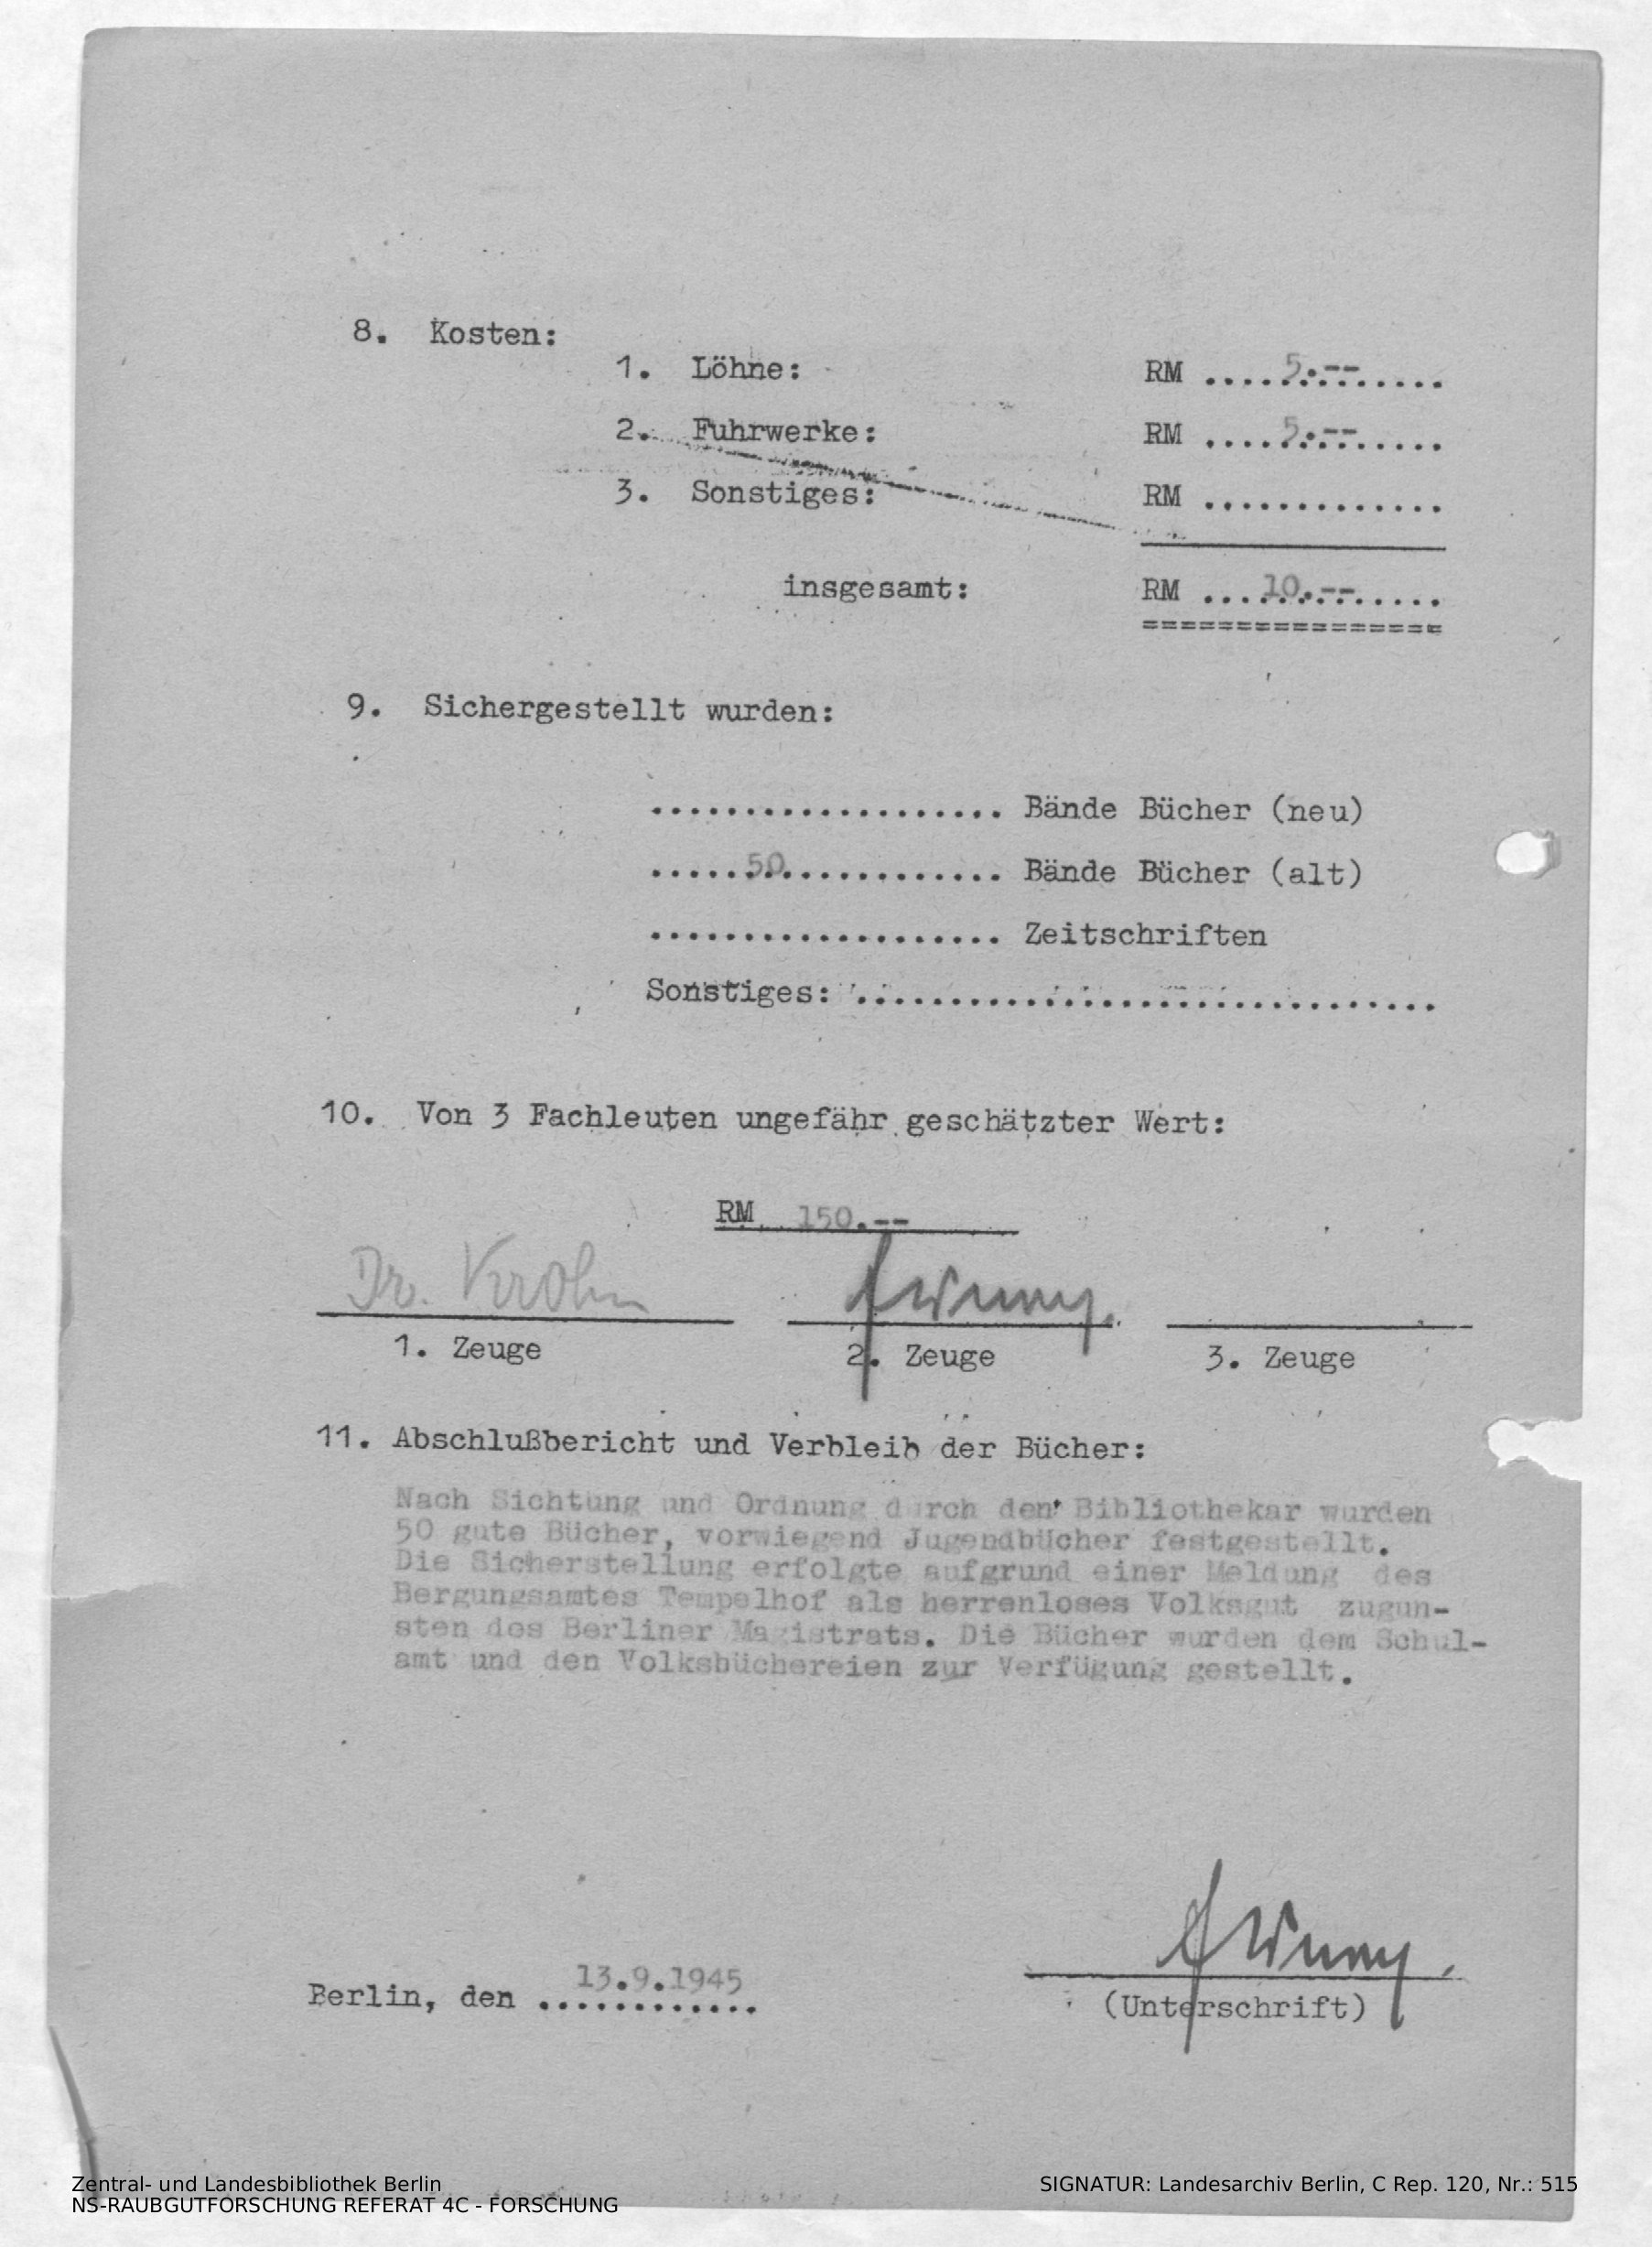 8. Kosten:
1. Löhne: RM ....5.--.......
2. Fuhrwerke: RM ....5.--.......
3. Sonstiges: RM .............
insgesamt: RM ...10.--.....
================
9. Sichergestellt wurden:
................... Bände Bücher (neu)
.....50............ Bände Bücher (alt)
................... Zeitschriften
Sonstiges: ................................
10. Von 3 Fachleuten ungefähr geschätzter Wert:
RM 150.--
Dr. Krohn
1. Zeuge 2. Zeuge 3. Zeuge
11. Abschlußbericht und Verbleib der Bücher:
Nach Sichtung und Ordnung durch den Bibliothekar wurden
50 gute Bücher, vorwiegend Jugendbücher festgestellt.
Die Sicherstellung erfolgte aufgrund einer Meldung des
Bergungsamtes Tempelhof als herrenloses Volksgut zugun-
sten des Berliner Magistrats. Die Bücher wurden dem Schul-
amt und den Volksbüchereien zur Verfügung gestellt.
Berlin, den 13.9.1945
(Unterschrift)
Zentral- und Landesbibliothek Berlin
NS-RAUBGUTFORSCHUNG REFERAT 4C - FORSCHUNG
SIGNATUR: Landesarchiv Berlin, C Rep. 120, Nr.: 515